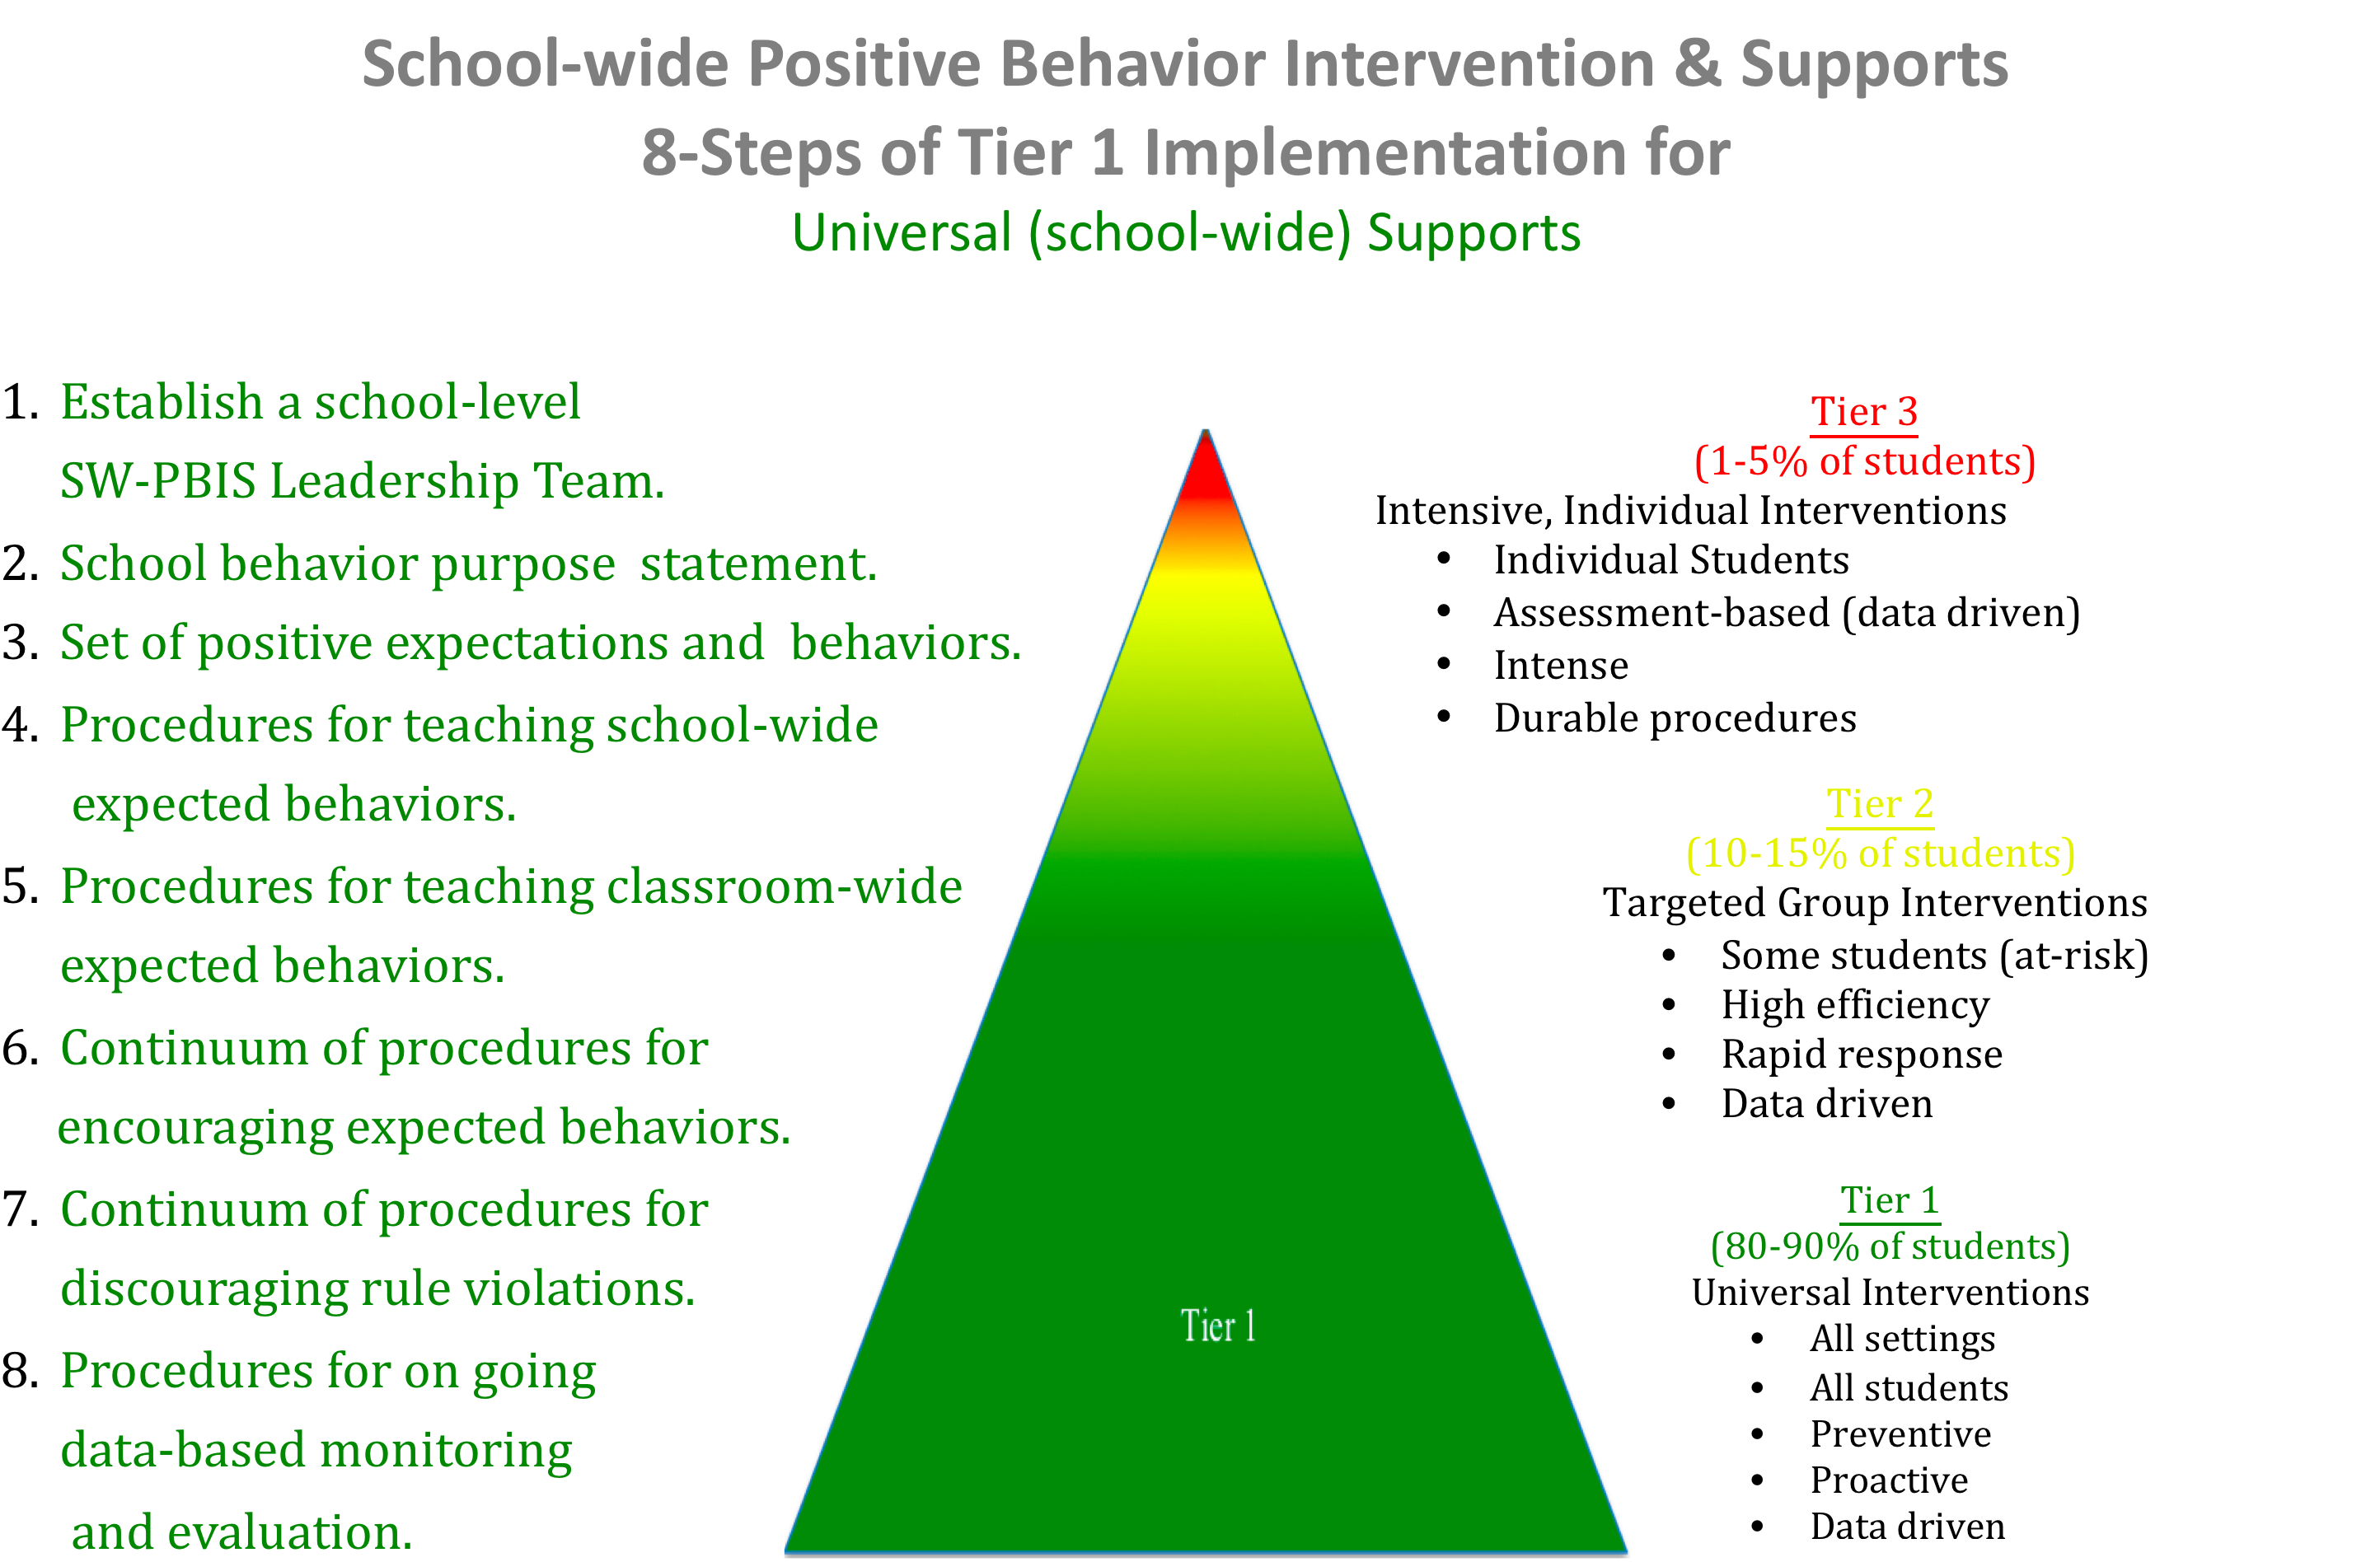 School-wide Positive Behavior Intervention & Supports
8-Steps of Tier 1 Implementation for
Universal (school-wide) Supports
1. Establish a school-level
SW-PBIS Leadership Team.
2. School behavior purpose statement.
3. Set of positive expectations and behaviors.
4. Procedures for teaching school-wide
expected behaviors.
5. Procedures for teaching classroom-wide
expected behaviors.
6. Continuum of procedures for
encouraging expected behaviors.
7. Continuum of procedures for
discouraging rule violations.
8. Procedures for on going
data-based monitoring
and evaluation.
Tier 1
Tier 3
(1-5% of students)
Intensive, Individual Interventions
• Individual Students
• Assessment-based (data driven)
• Intense
• Durable procedures
Tier 2
(10-15% of students)
Targeted Group Interventions
• Some students (at-risk)
• High efficiency
• Rapid response
• Data driven
Tier 1
(80-90% of students)
Universal Interventions
• All settings
• All students
• Preventive
• Proactive
• Data driven